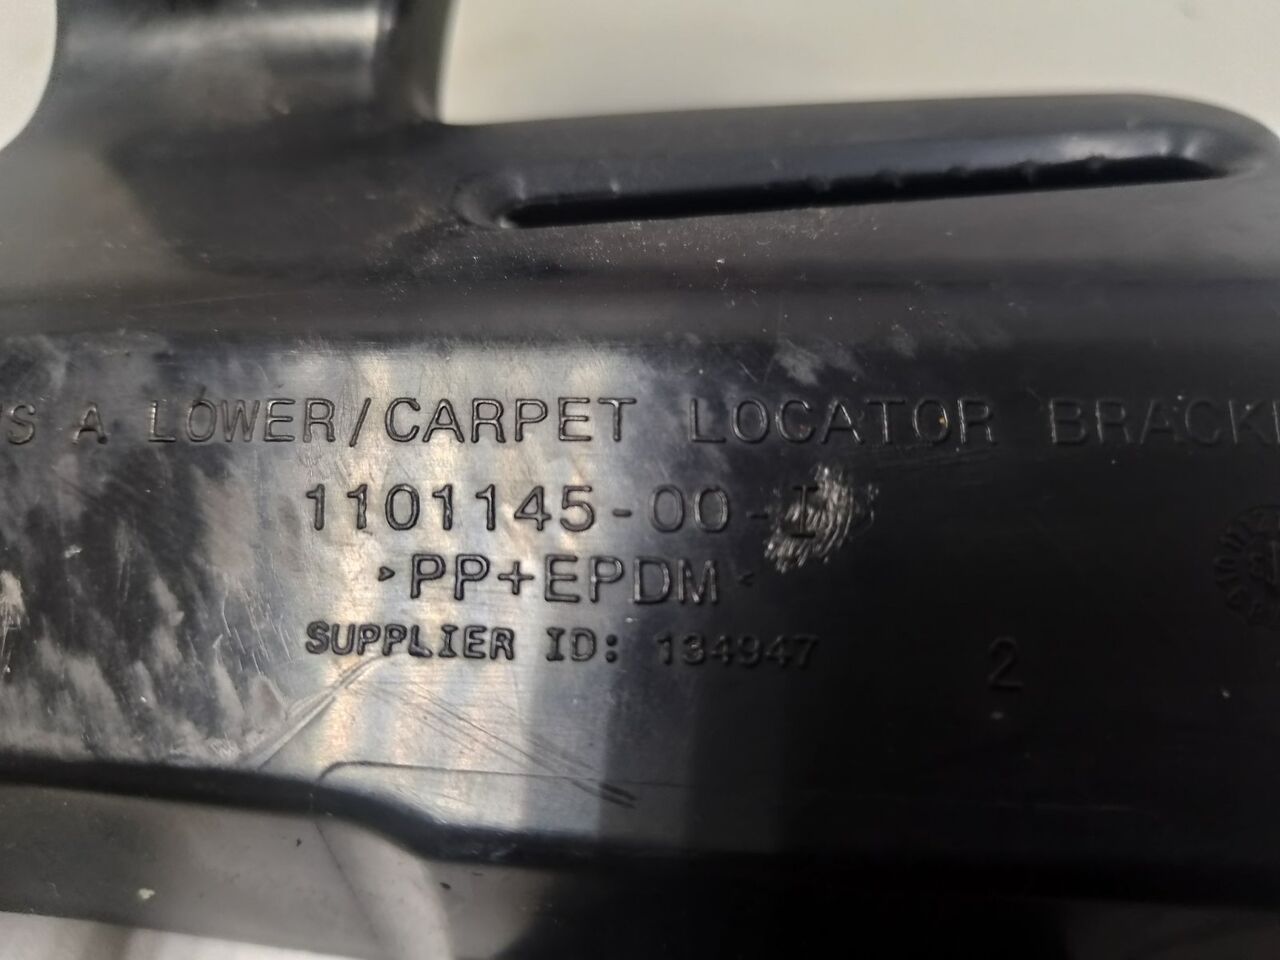 S A LOWER/CARPET LOCATOR BRACK
1101145-00-I
>PP+EPDM<
SUPPLIER ID: 134947
2